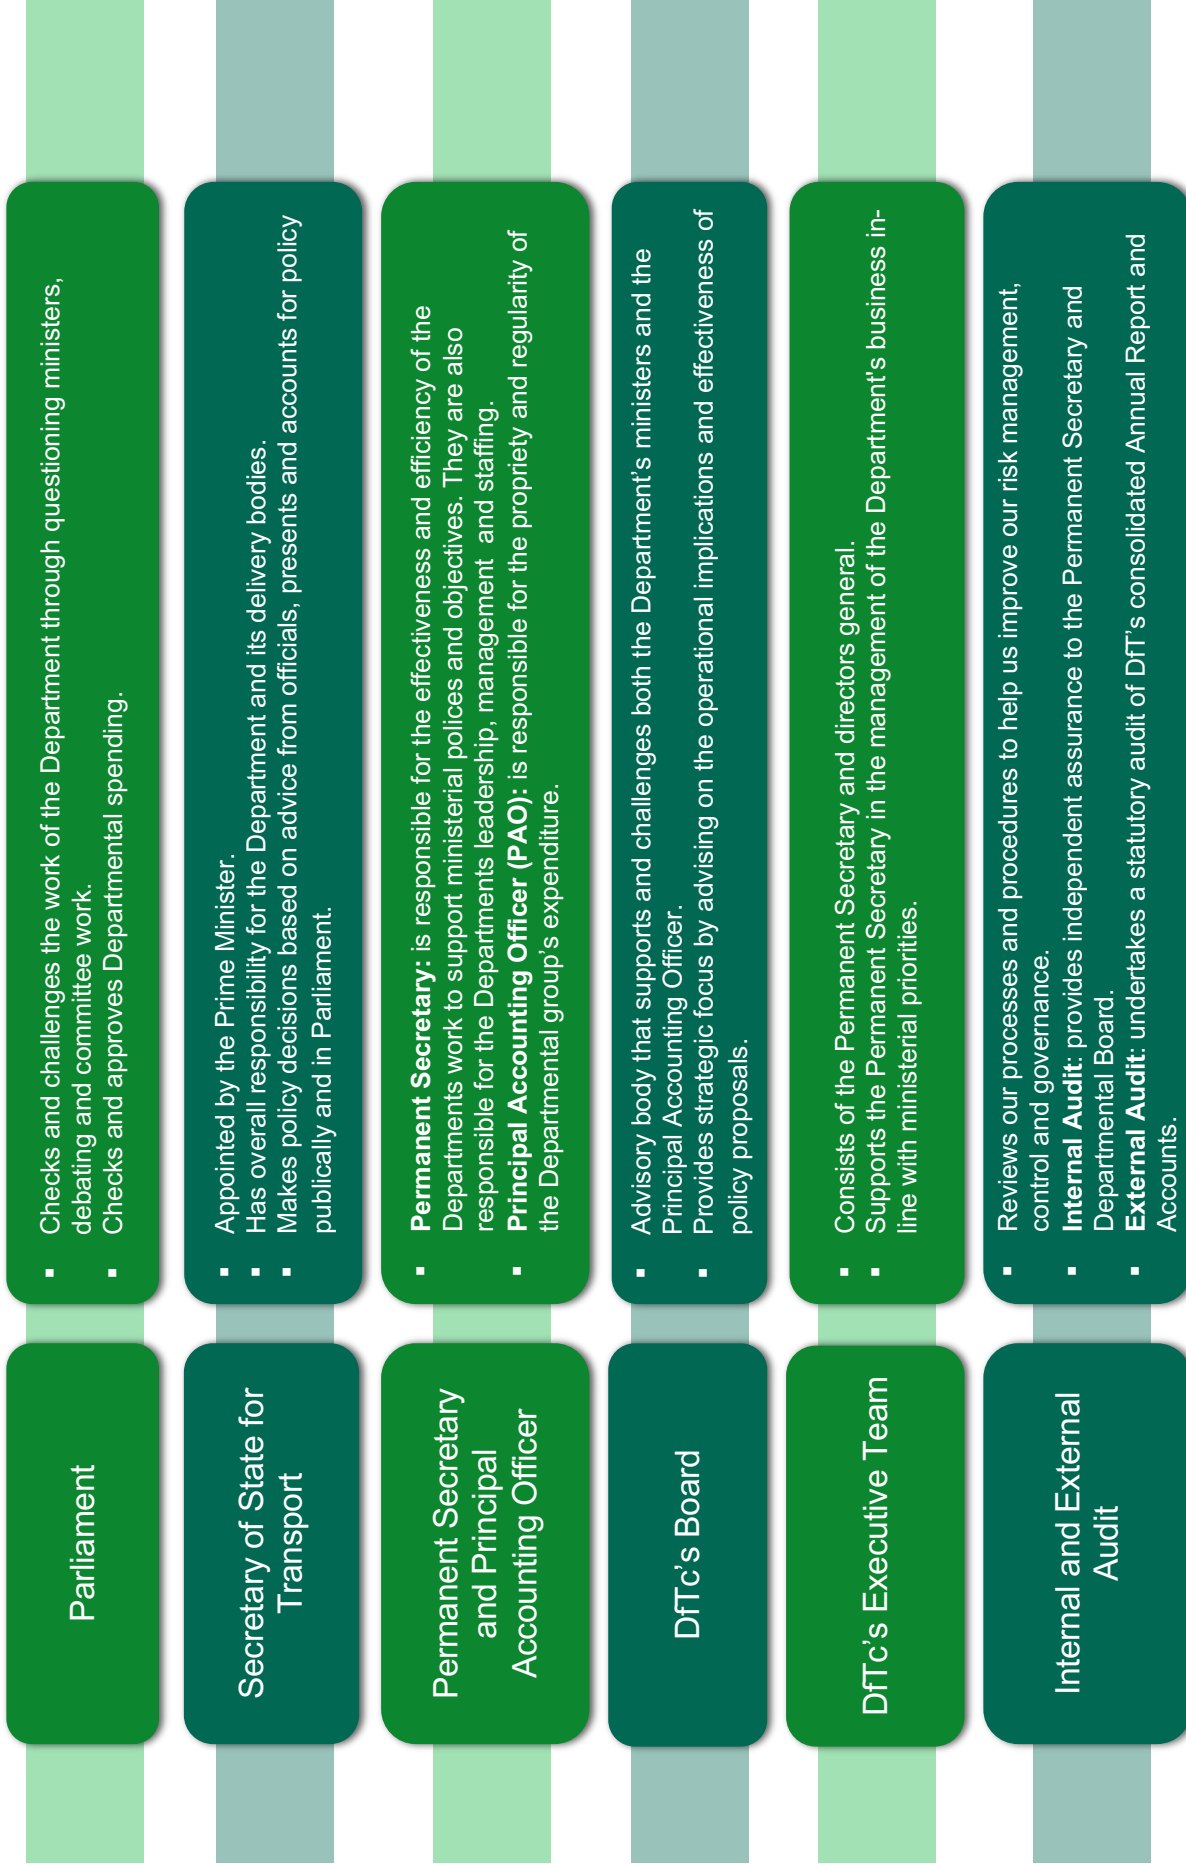 Parliament
▪ Checks and challenges the work of the Department through questioning ministers,
debating and committee work.
▪ Checks and approves Departmental spending.
Secretary of State for
Transport
▪ Appointed by the Prime Minister.
▪ Has overall responsibility for the Department and its delivery bodies.
▪ Makes policy decisions based on advice from officials, presents and accounts for policy
publically and in Parliament.
Permanent Secretary
and Principal
Accounting Officer
▪ Permanent Secretary: is responsible for the effectiveness and efficiency of the
Departments work to support ministerial polices and objectives. They are also
responsible for the Departments leadership, management and staffing.
▪ Principal Accounting Officer (PAO): is responsible for the propriety and regularity of
the Departmental group’s expenditure.
DfTc’s Board
▪ Advisory body that supports and challenges both the Department’s ministers and the
Principal Accounting Officer.
▪ Provides strategic focus by advising on the operational implications and effectiveness of
policy proposals.
DfTc’s Executive Team
▪ Consists of the Permanent Secretary and directors general.
▪ Supports the Permanent Secretary in the management of the Department's business in-
line with ministerial priorities.
Internal and External
Audit
▪ Reviews our processes and procedures to help us improve our risk management,
control and governance.
▪ Internal Audit: provides independent assurance to the Permanent Secretary and
Departmental Board.
▪ External Audit: undertakes a statutory audit of DfT’s consolidated Annual Report and
Accounts.